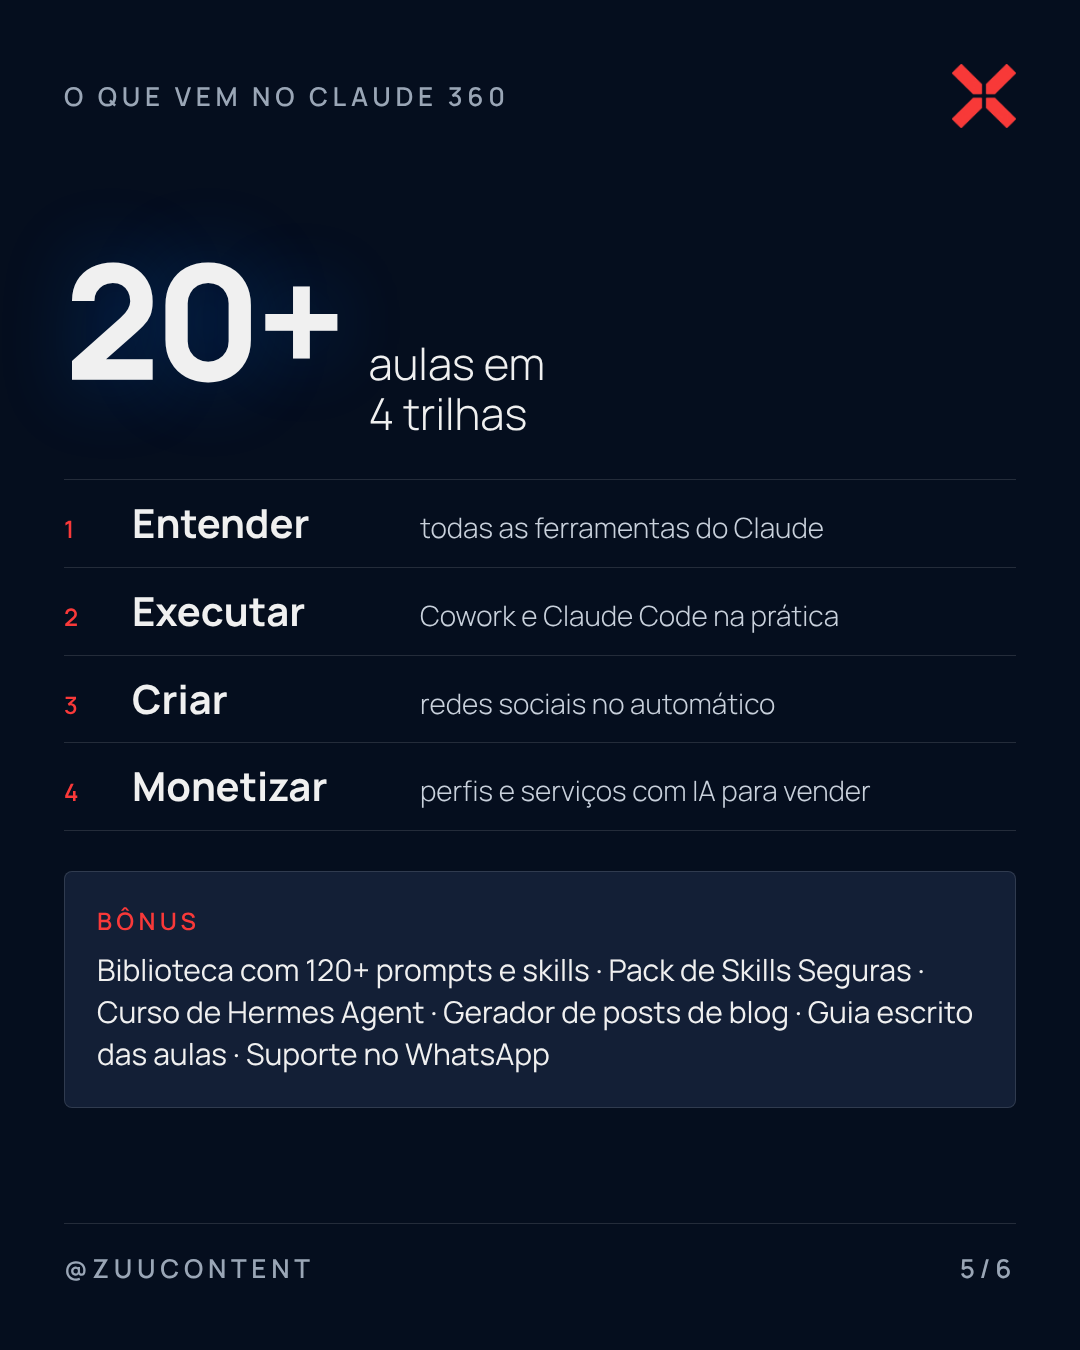 O QUE VEM NO CLAUDE 360
20+
aulas em
4 trilhas
1 Entender todas as ferramentas do Claude
2 Executar Cowork e Claude Code na prática
3 Criar redes sociais no automático
4 Monetizar perfis e serviços com IA para vender
BÔNUS
Biblioteca com 120+ prompts e skills · Pack de Skills Seguras ·
Curso de Hermes Agent · Gerador de posts de blog · Guia escrito
das aulas · Suporte no WhatsApp
@ZUUCONTENT 5/6